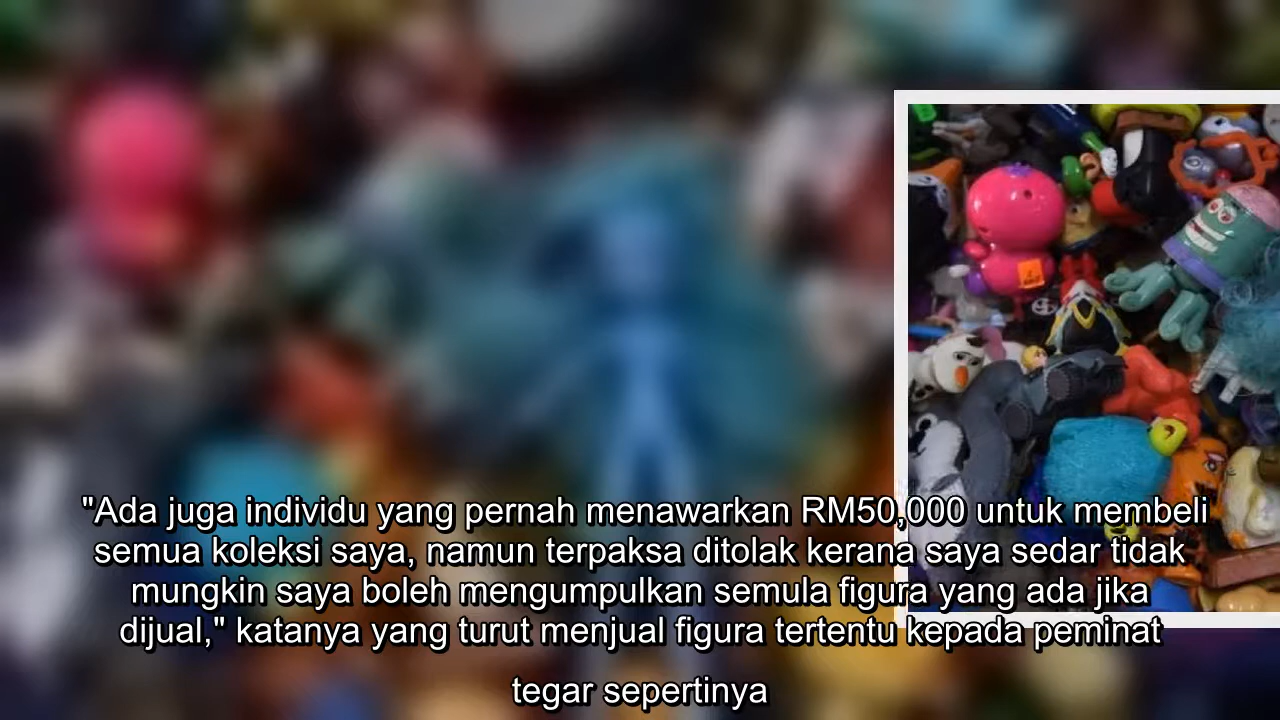 "Ada juga individu yang pernah menawarkan RM50,000 untuk membeli
semua koleksi saya, namun terpaksa ditolak kerana saya sedar tidak
mungkin saya boleh mengumpulkan semula figura yang ada jika
dijual," katanya yang turut menjual figura tertentu kepada peminat
tegar sepertinya